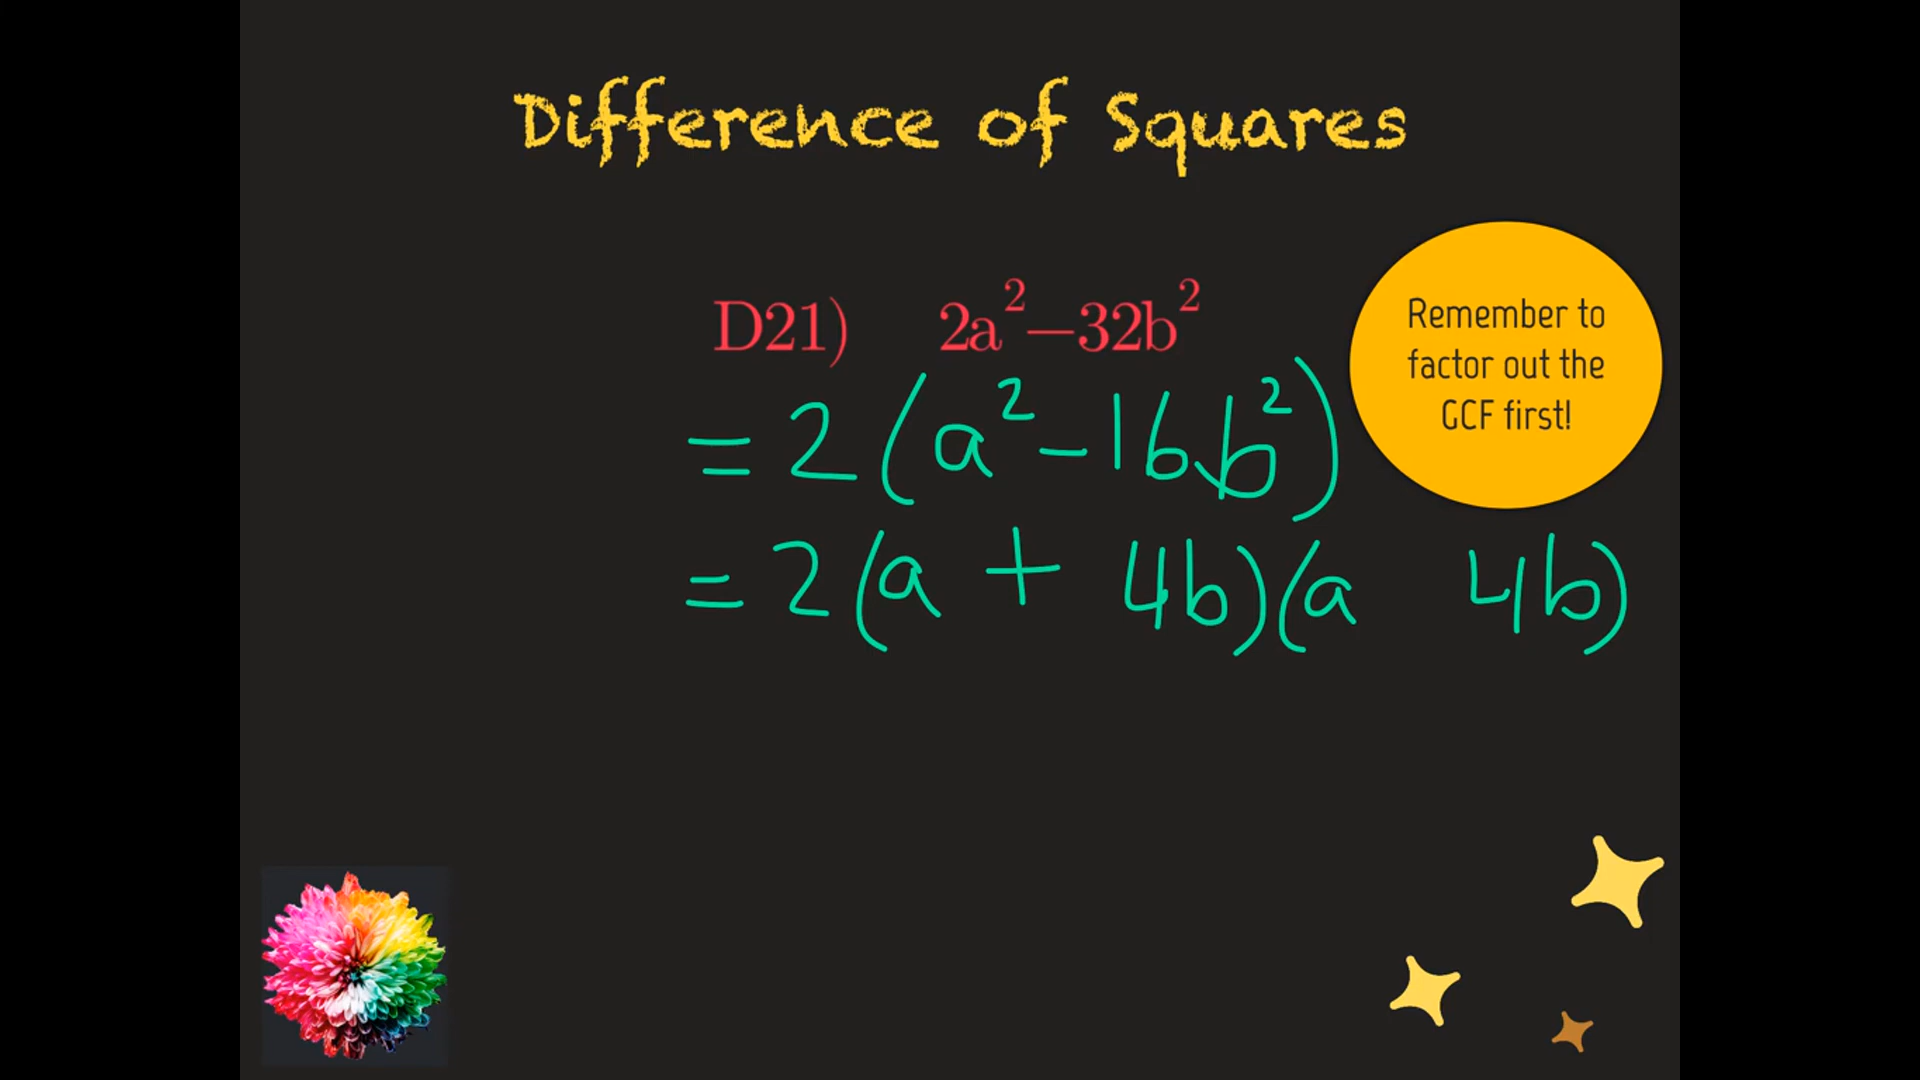 Difference of Squares
D21) 2a²–32b²
Remember to
factor out the
GCF first!
= 2(a²-16b²)
= 2(a + 4b)(a 4b)